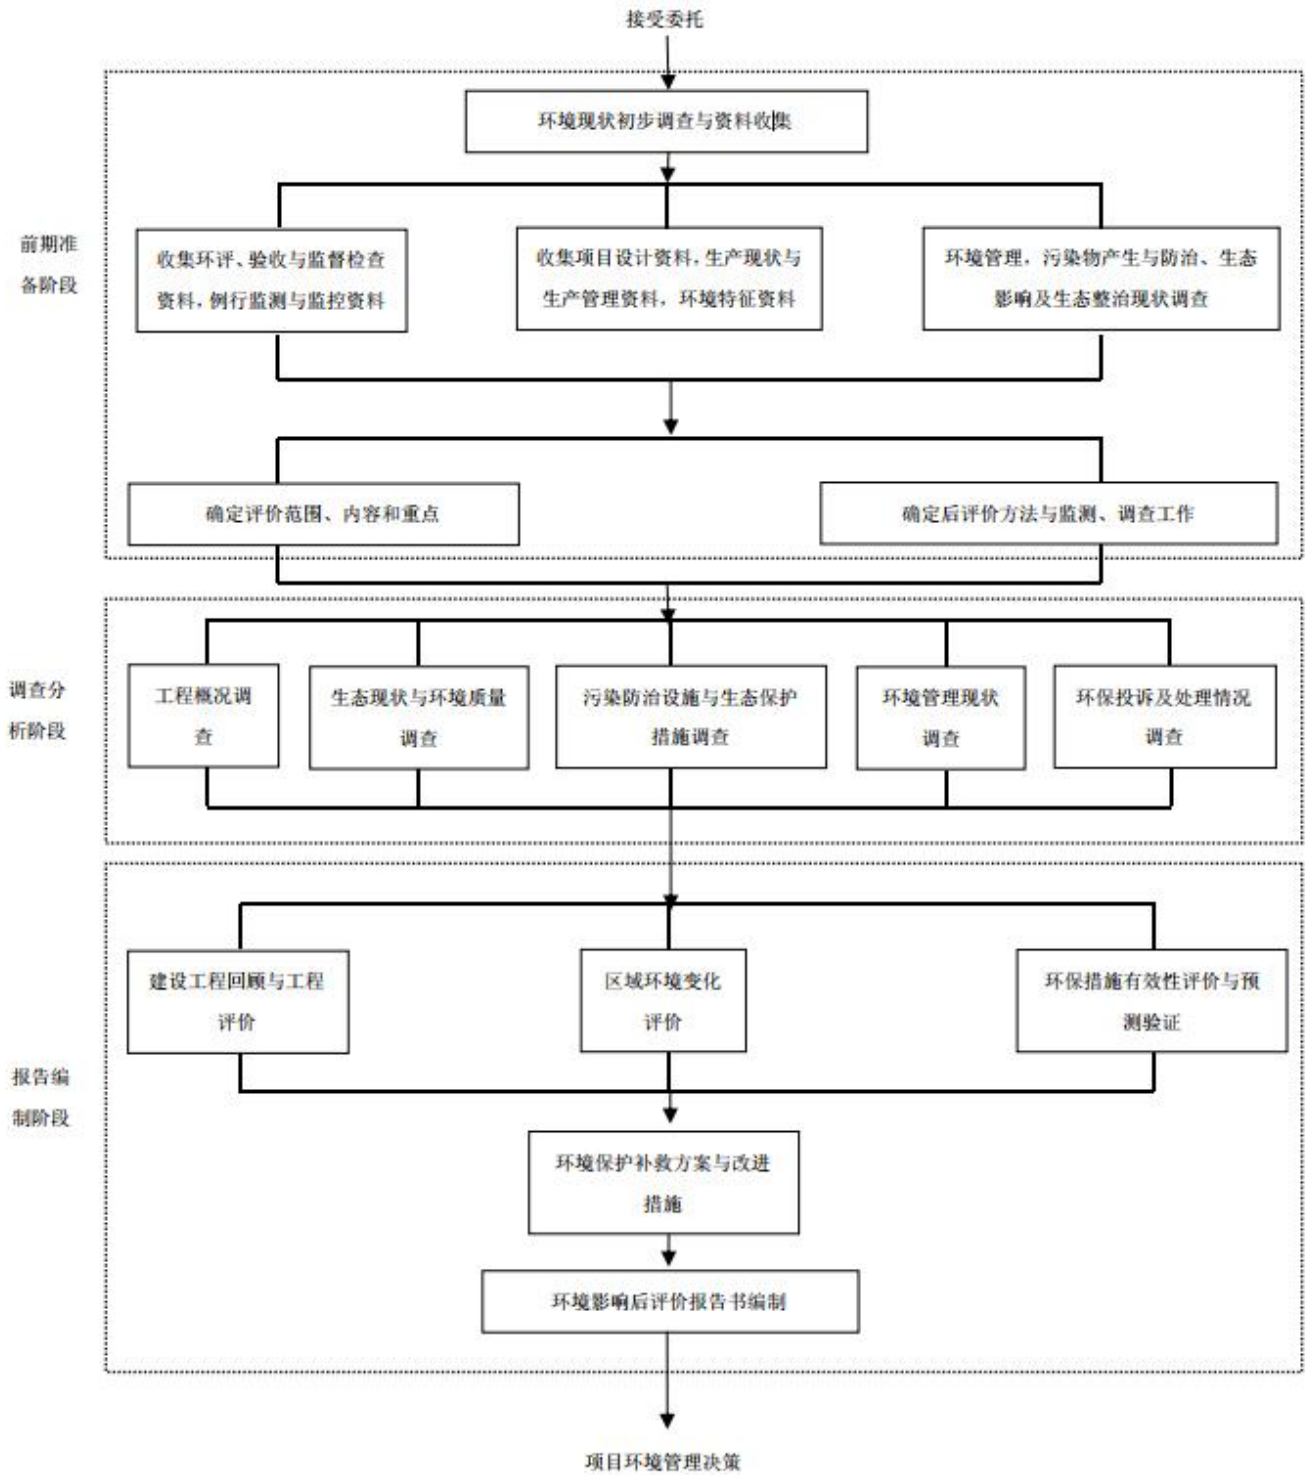 接受委托
环境现状初步调查与资料收集
前期准
备阶段
收集环评、验收与监督检查
资料，例行监测与监控资料
收集项目设计资料，生产现状与
生产管理资料，环境特征资料
环境管理，污染物产生与防治、生态
影响及生态整治现状调查
确定评价范围、内容和重点
确定后评价方法与监测、调查工作
调查分
析阶段
工程概况调
查
生态现状与环境质量
调查
污染防治设施与生态保护
措施调查
环境管理现状
调查
环保投诉及处理情况
调查
报告编
制阶段
建设工程回顾与工程
评价
区域环境变化
评价
环保措施有效性评价与预
测验证
环境保护补救方案与改进
措施
环境影响后评价报告书编制
项目环境管理决策